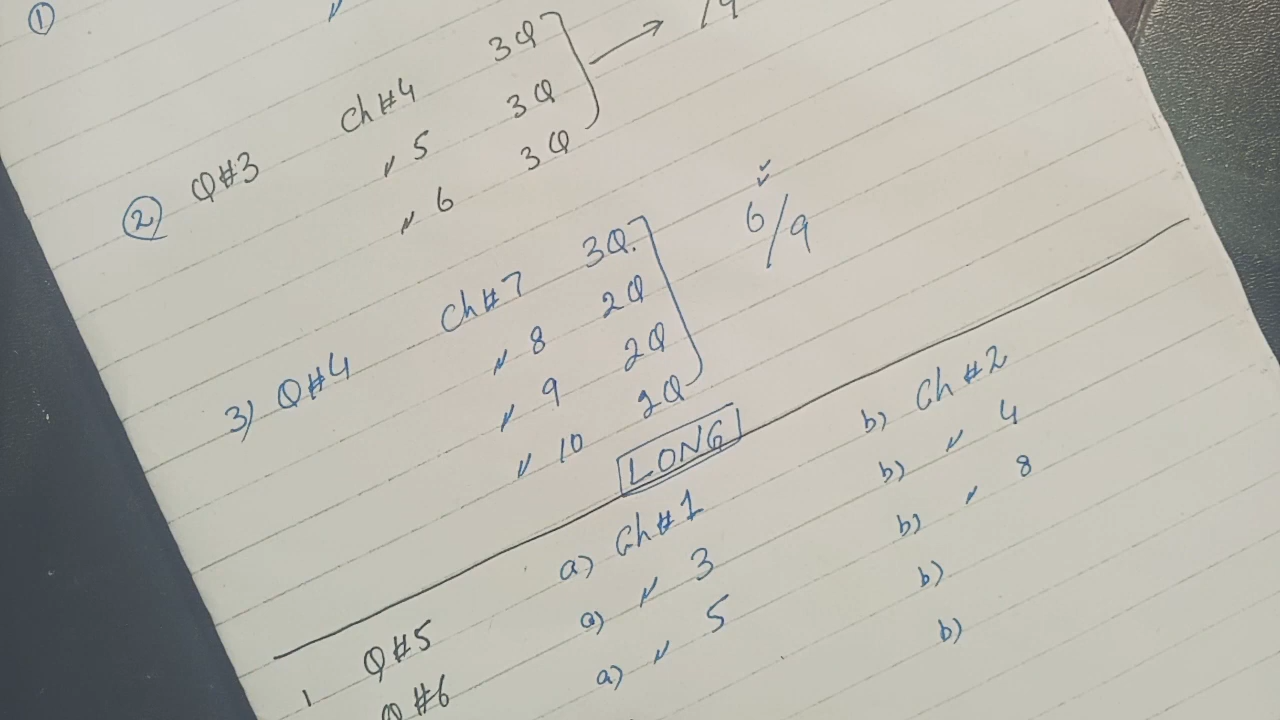 ①
② Q#3 Ch#4 3Q
〃 5 3Q
〃 6 3Q
3) Q#4 Ch#7 3Q. 6/9
〃 8 2Q
〃 9 2Q
〃 10 2Q
LONG
1 Q#5 a) Ch#1 b) Ch#2
Q#6 a) 〃 3 b) 〃 4
a) 〃 5 b) 〃 8
b)
b)